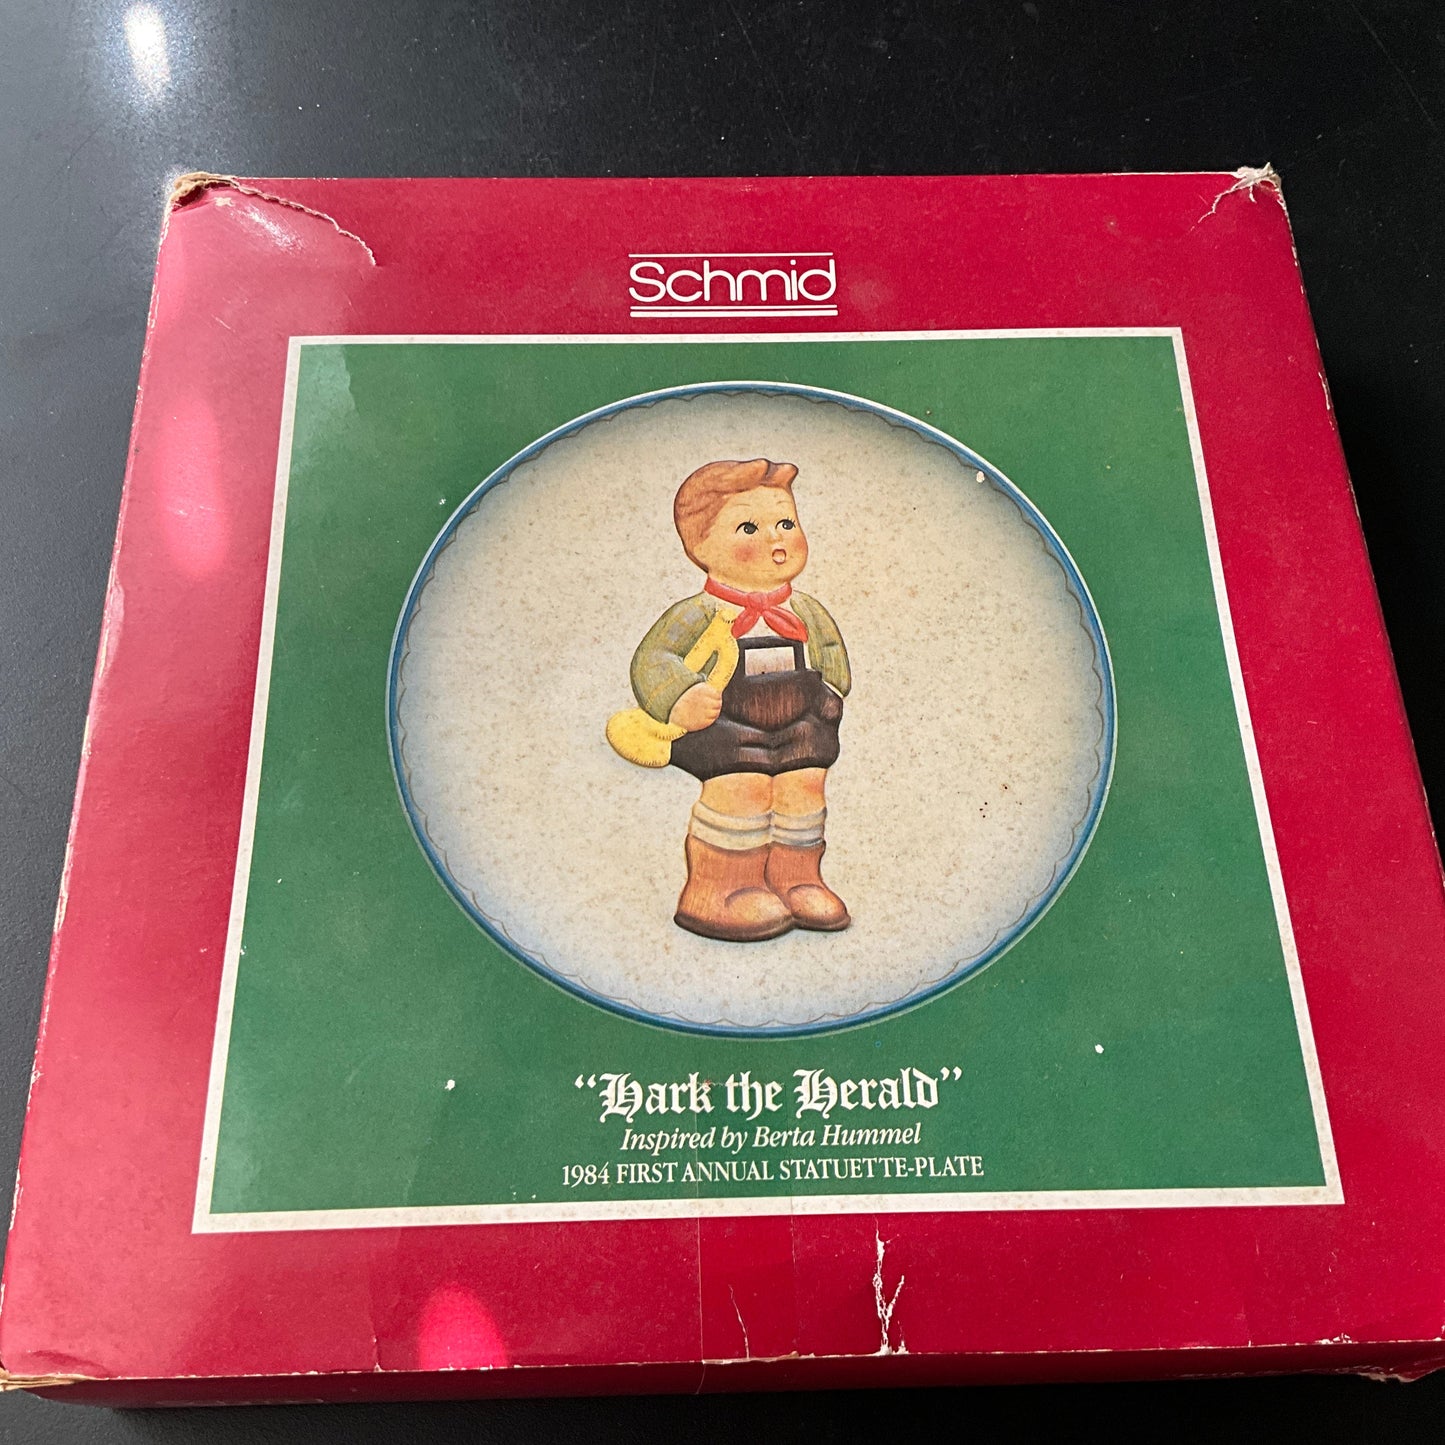 Schmid
“Hark the Herald”
Inspired by Berta Hummel
1984 FIRST ANNUAL STATUETTE-PLATE